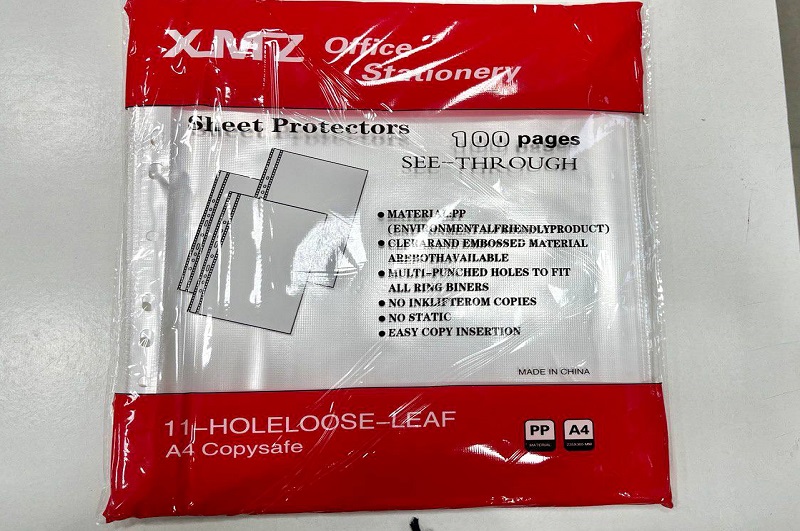 XMZ Office
Stationery
Sheet Protectors
100 pages
SEE-THROUGH
● MATERIAL:PP
(ENVIRONMENTALFRIENDLYPRODUCT)
● CLEKARAND EMBOSSED MATERIAL
AREBOTHAVAILABLE
● MULTI-PUNCHED HOLES TO FIT
ALL RING BINERS
● NO INKLIFTEROM COPIES
● NO STATIC
● EASY COPY INSERTION
MADE IN CHINA
11-HOLELOOSE-LEAF
A4 Copysafe
PP
MATERIAL
A4